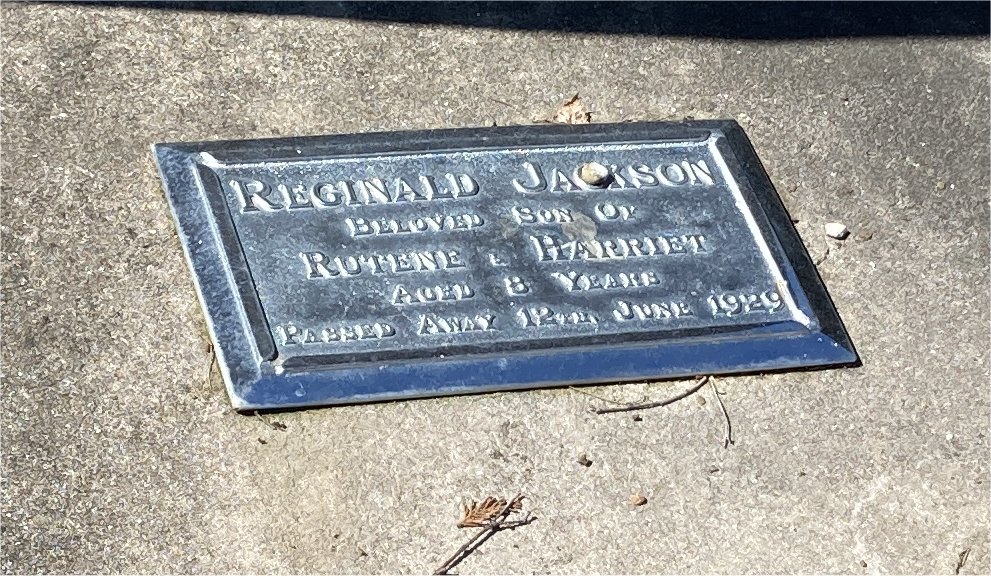 REGINALD JACKSON
BELOVED SON OF
RUTENE & HARRIET
AGED 8 YEARS
PASSED AWAY 12TH JUNE 1929